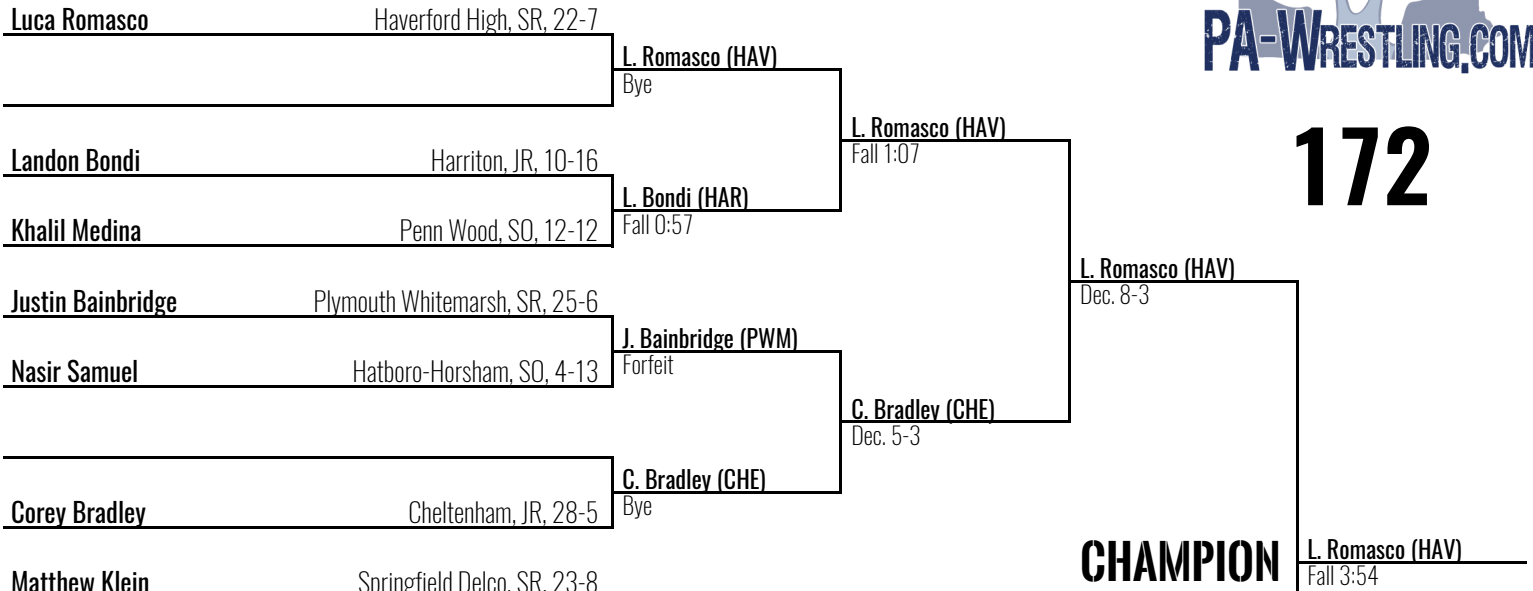 Luca Romasco Haverford High, SR, 22-7
L. Romasco (HAV)
Bye
PA-WRESTLING.COM
Landon Bondi Harriton, JR, 10-16
L. Romasco (HAV)
Fall 1:07
172
L. Bondi (HAR)
Fall 0:57
Khalil Medina Penn Wood, SO, 12-12
L. Romasco (HAV)
Dec. 8-3
Justin Bainbridge Plymouth Whitemarsh, SR, 25-6
J. Bainbridge (PWM)
Forfeit
Nasir Samuel Hatboro-Horsham, SO, 4-13
C. Bradley (CHE)
Dec. 5-3
C. Bradley (CHE)
Bye
Corey Bradley Cheltenham, JR, 28-5
CHAMPION
L. Romasco (HAV)
Fall 3:54
Matthew Klein Springfield Delco, SR, 23-8